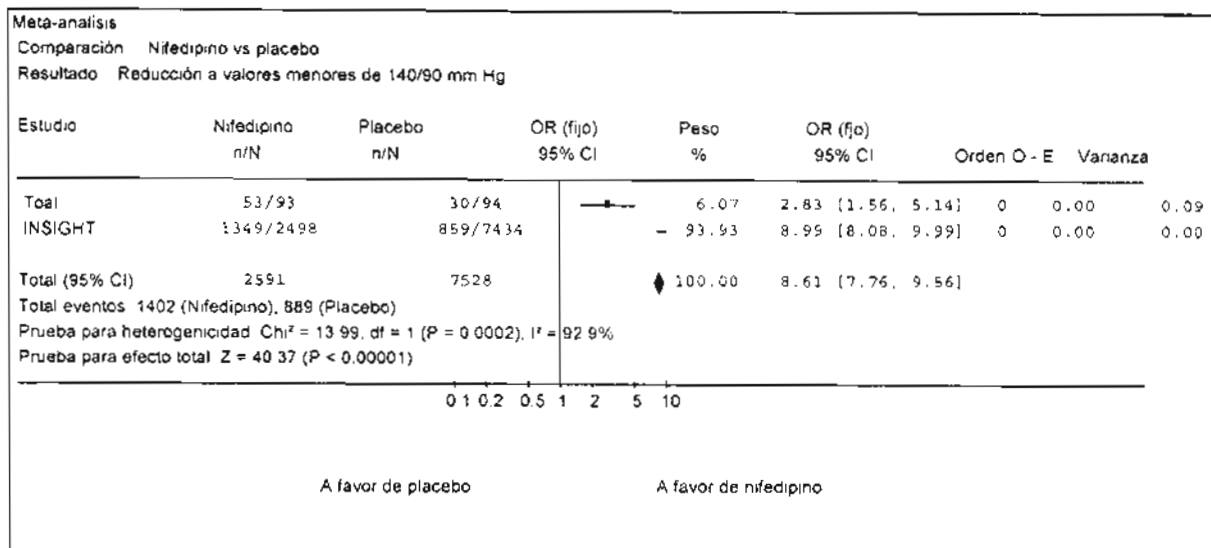 Meta-analisis
Comparación Nifedipino vs placebo
Resultado Reducción a valores menores de 140/90 mm Hg
Estudio Nifedipino Placebo OR (fijo) Peso OR (fijo)
n/N n/N 95% CI % 95% CI Orden O - E Varianza
Toal 53/93 30/94 6.07 2.83 [1.56, 5.14] 0 0.00 0.09
INSIGHT 1349/2498 859/7434 93.93 8.99 [8.08, 9.99] 0 0.00 0.00
Total (95% CI) 2591 7528 100.00 8.61 [7.76, 9.56]
Total eventos 1402 (Nifedipino), 889 (Placebo)
Prueba para heterogenicidad Chi² = 13 99, df = 1 (P = 0 0002), I² = 92 9%
Prueba para efecto total Z = 40 37 (P < 0.00001)
0 1 0.2 0.5 1 2 5 10
A favor de placebo A favor de nifedipino